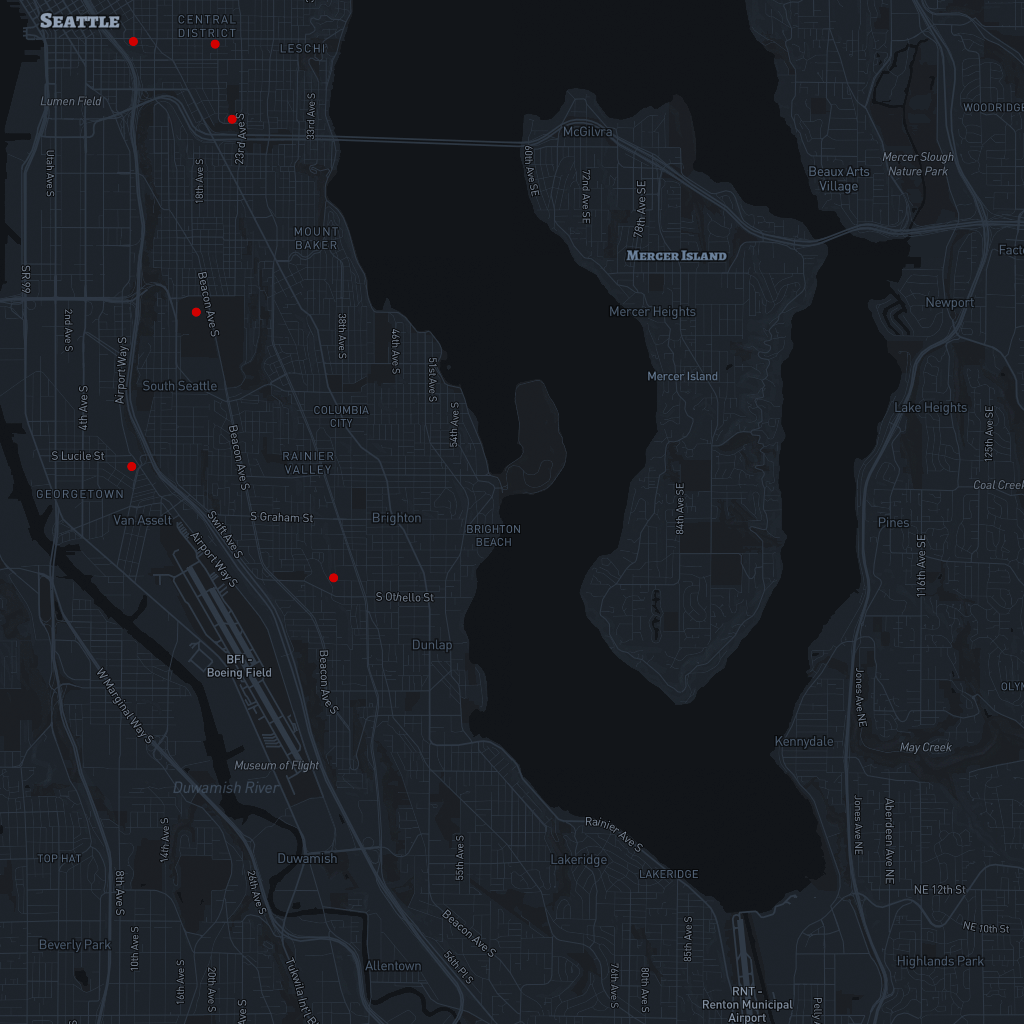 SEATTLE
CENTRAL
DISTRICT
LESCHI
Lumen Field
33rd Ave S
23rd Ave S
WOODRIDGE
McGilvra
Utah Ave S
18th Ave S
60th Ave SE
72nd Ave SE
78th Ave SE
Mercer Slough
Nature Park
Beaux Arts
Village
MOUNT
BAKER
MERCER ISLAND
SR 99
Beacon Ave S
Newport
Mercer Heights
2nd Ave S
38th Ave S
46th Ave S
Airport Way S
51st Ave S
South Seattle
Mercer Island
4th Ave S
COLUMBIA
CITY
54th Ave S
Lake Heights
125th Ave SE
Beacon Ave S
S Lucile St
RAINIER
VALLEY
GEORGETOWN
Coal Creek
84th Ave SE
Van Asselt
Swift Ave S
S Graham St
Brighton
BRIGHTON
BEACH
Pines
Airport Way S
116th Ave SE
S Othello St
Dunlap
BFI -
Boeing Field
Beacon Ave S
W Marginal Way S
Jones Ave NE
Kennydale
May Creek
Museum of Flight
Duwamish River
14th Ave S
Rainier Ave S
Jones Ave NE
Aberdeen Ave NE
TOP HAT
Duwamish
55th Ave S
Lakeridge
LAKERIDGE
8th Ave S
26th Ave S
NE 12th St
NE 10th St
Beverly Park
10th Ave S
Beacon Ave S
85th Ave S
Highlands Park
Allentown
56th Pl S
16th Ave S
20th Ave S
76th Ave S
80th Ave S
RNT -
Renton Municipal
Airport